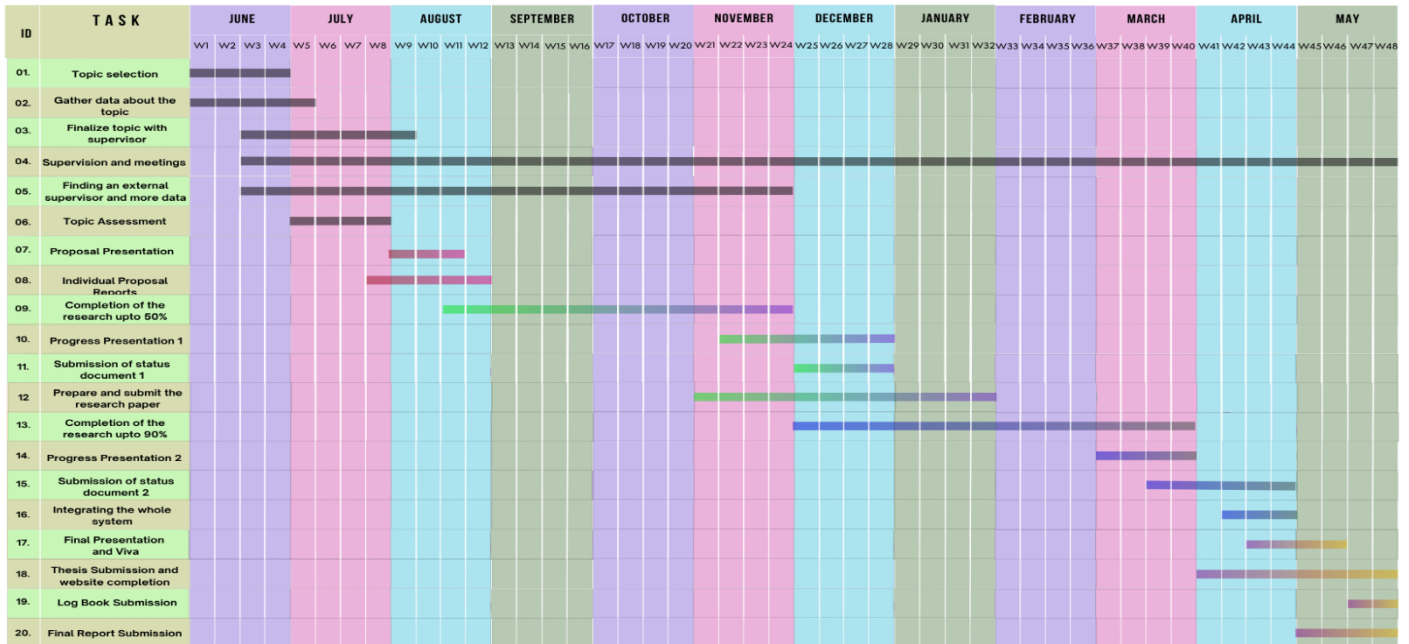 ID
TASK
JUNE JULY AUGUST SEPTEMBER OCTOBER NOVEMBER DECEMBER JANUARY FEBRUARY MARCH APRIL MAY
W1 W2 W3 W4 W5 W6 W7 W8 W9 W10 W11 W12 W13 W14 W15 W16 W17 W18 W19 W20 W21 W22 W23 W24 W25 W26 W27 W28 W29 W30 W31 W32 W33 W34 W35 W36 W37 W38 W39 W40 W41 W42 W43 W44 W45 W46 W47 W48
01. Topic selection
02. Gather data about the
topic
03. Finalize topic with
supervisor
04. Supervision and meetings
05. Finding an external
supervisor and more data
06. Topic Assessment
07. Proposal Presentation
08. Individual Proposal
Reports
09. Completion of the
research upto 50%
10. Progress Presentation 1
11. Submission of status
document 1
12 Prepare and submit the
research paper
13. Completion of the
research upto 90%
14. Progress Presentation 2
15. Submission of status
document 2
16. Integrating the whole
system
17. Final Presentation
and Viva
18. Thesis Submission and
website completion
19. Log Book Submission
20. Final Report Submission